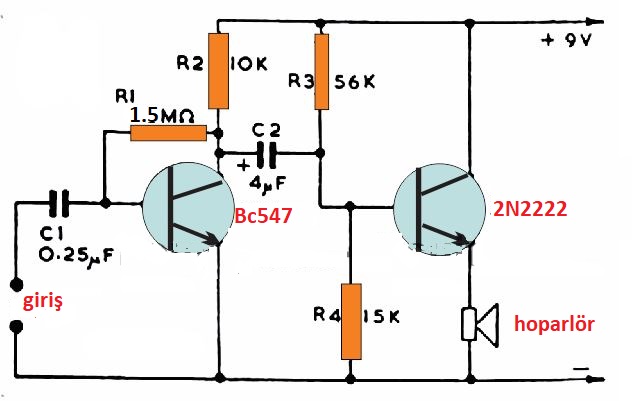 + 9V
R2 10K
R3 56K
R1
1.5MΩ
C2
+
4µF
Bc547
2N2222
C1
0.25µF
giriş
R4 15K
hoparlör
−